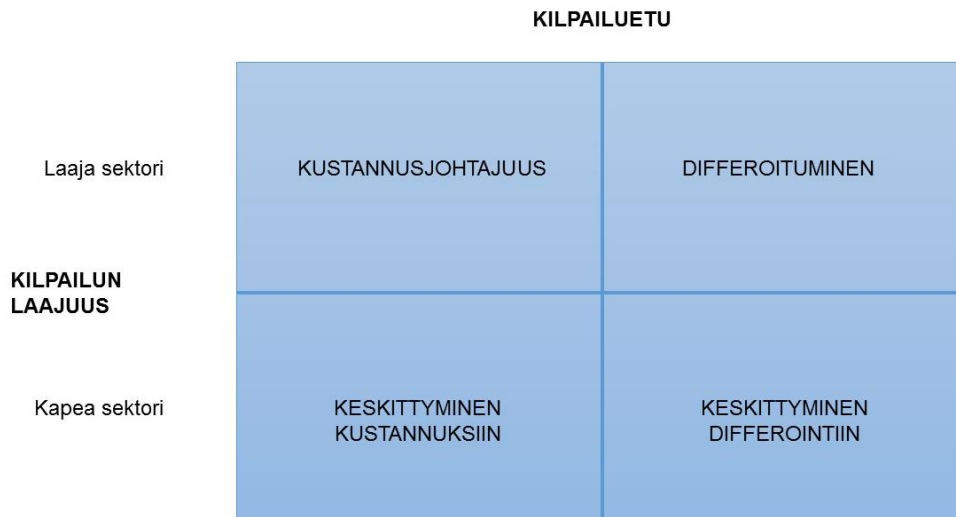 KILPAILUETU
Laaja sektori
KUSTANNUSJOHTAJUUS
DIFFEROITUMINEN
KILPAILUN
LAAJUUS
Kapea sektori
KESKITTYMINEN
KUSTANNUKSIIN
KESKITTYMINEN
DIFFEROINTIIN